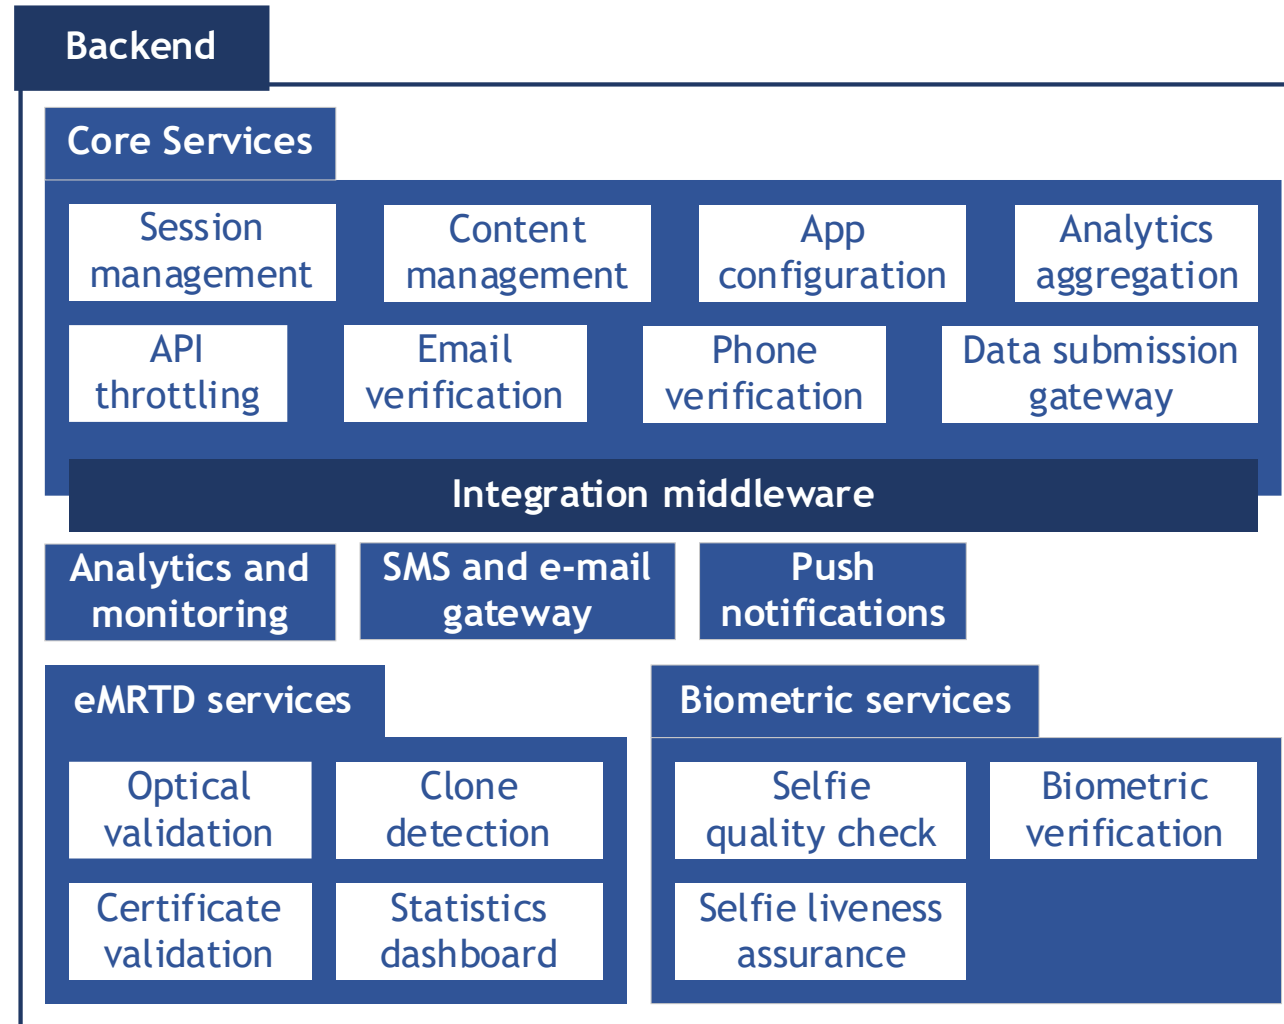 Backend
Core Services
Session
management
Content
management
App
configuration
Analytics
aggregation
API
throttling
Email
verification
Phone
verification
Data submission
gateway
Integration middleware
Analytics and
monitoring
SMS and e-mail
gateway
Push
notifications
eMRTD services
Optical
validation
Clone
detection
Certificate
validation
Statistics
dashboard
Biometric services
Selfie
quality check
Biometric
verification
Selfie liveness
assurance